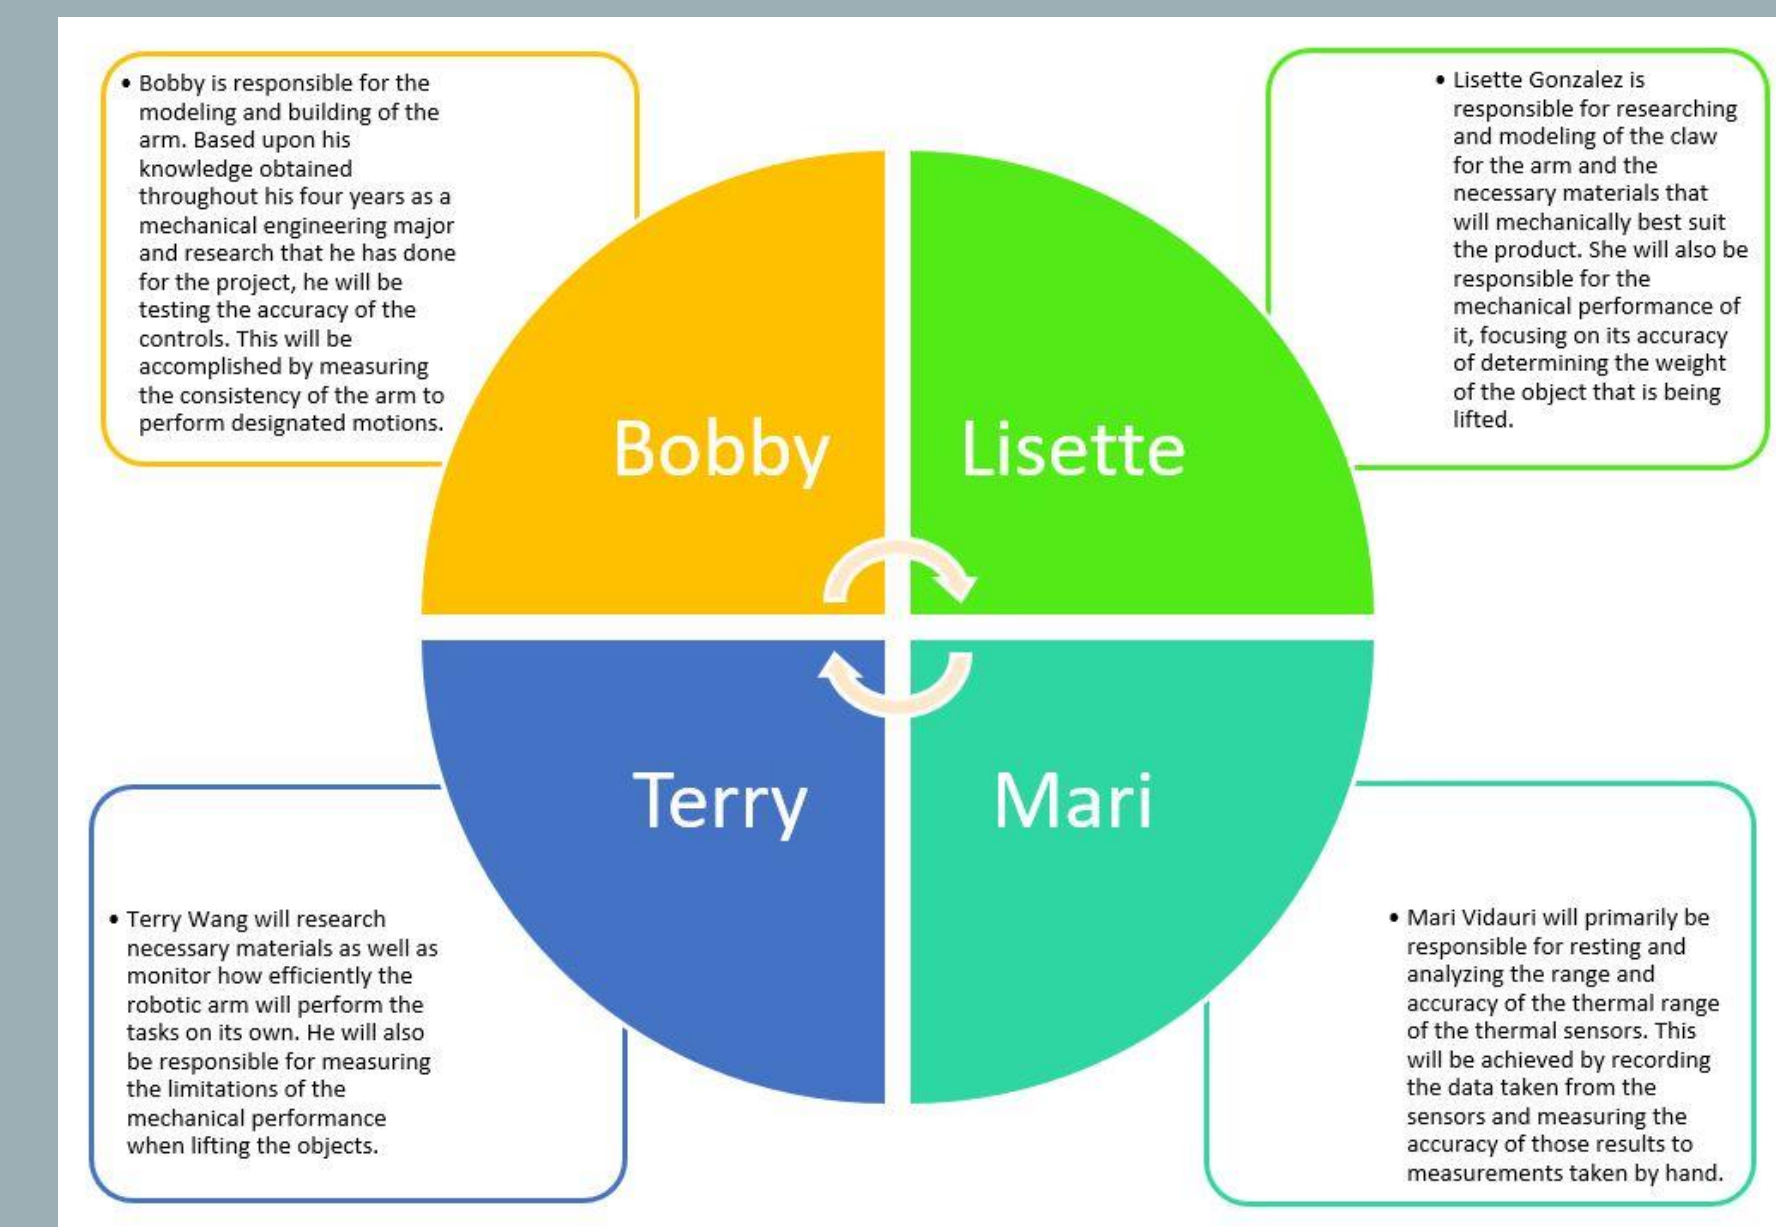 • Bobby is responsible for the
modeling and building of the
arm. Based upon his
knowledge obtained
throughout his four years as a
mechanical engineering major
and research that he has done
for the project, he will be
testing the accuracy of the
controls. This will be
accomplished by measuring
the consistency of the arm to
perform designated motions.
• Lisette Gonzalez is
responsible for researching
and modeling of the claw
for the arm and the
necessary materials that
will mechanically best suit
the product. She will also be
responsible for the
mechanical performance of
it, focusing on its accuracy
of determining the weight
of the object that is being
lifted.
Bobby
Lisette
Terry
Mari
• Terry Wang will research
necessary materials as well as
monitor how efficiently the
robotic arm will perform the
tasks on its own. He will also
be responsible for measuring
the limitations of the
mechanical performance
when lifting the objects.
• Mari Vidauri will primarily be
responsible for resting and
analyzing the range and
accuracy of the thermal range
of the thermal sensors. This
will be achieved by recording
the data taken from the
sensors and measuring the
accuracy of those results to
measurements taken by hand.